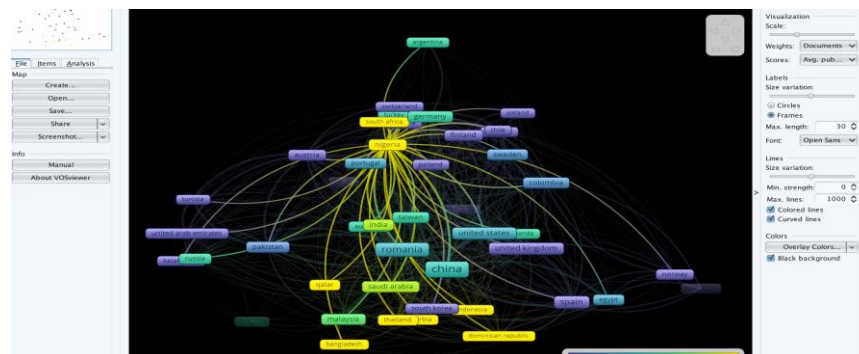 File Items Analysis
Map
Create...
Open...
Save...
Share
Screenshot...
Info
Manual
About VOSviewer
argentina
switzerland
turkey
germany
south africa
iceland
nigeria
finland
chile
austria
portugal
poland
sweden
colombia
tunisia
taiwan
india
united arab emirates
united states
pakistan
romania
united kingdom
russia
china
norway
qatar
saudi arabia
spain
egypt
south korea
malaysia
thailand
bangladesh
dominican republic
>
Visualization
Scale:
Weights: Documents
Scores: Avg. pub...
Labels
Size variation:
Circles
Frames
Max. length: 30
Font: Open Sans
Lines
Size variation:
Min. strength: 0
Max. lines: 1000
Colored lines
Curved lines
Colors
Overlay Colors...
Black background